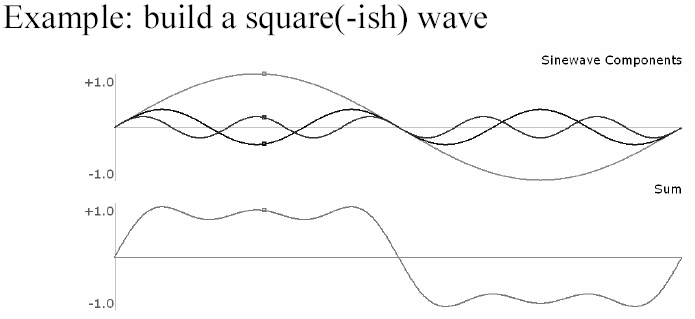 Example: build a square(-ish) wave
Sinewave Components
+1.0
-1.0
Sum
+1.0
-1.0